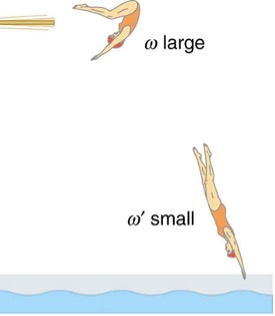 ω large
ω′ small